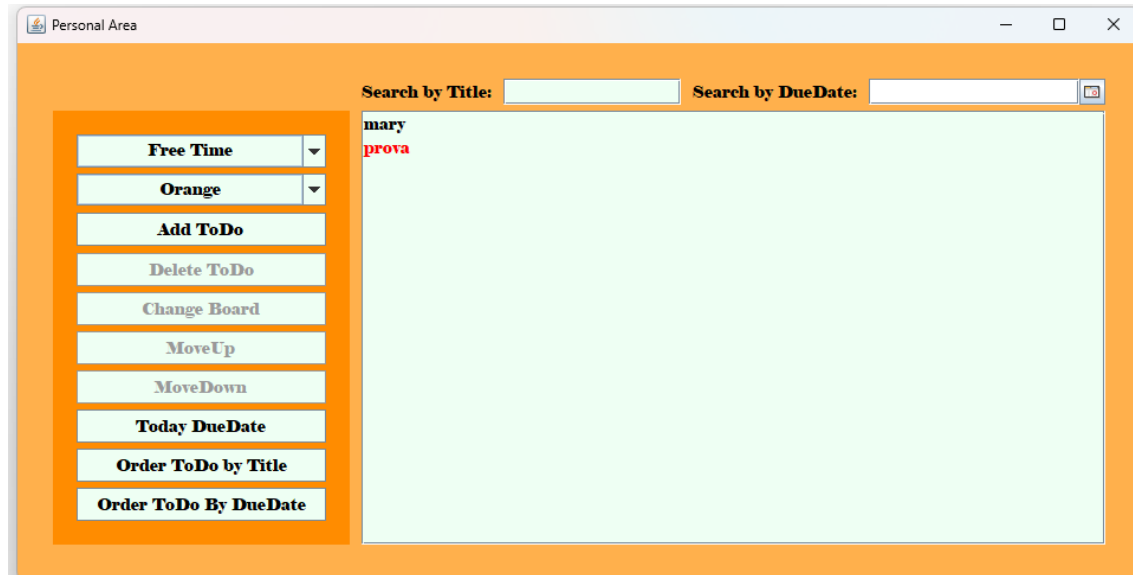 Personal Area
Search by Title: Search by DueDate:
mary
prova
Free Time
Orange
Add ToDo
Delete ToDo
Change Board
MoveUp
MoveDown
Today DueDate
Order ToDo by Title
Order ToDo By DueDate